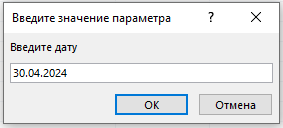 Введите значение параметра ? ×
Введите дату
30.04.2024
ОК Отмена